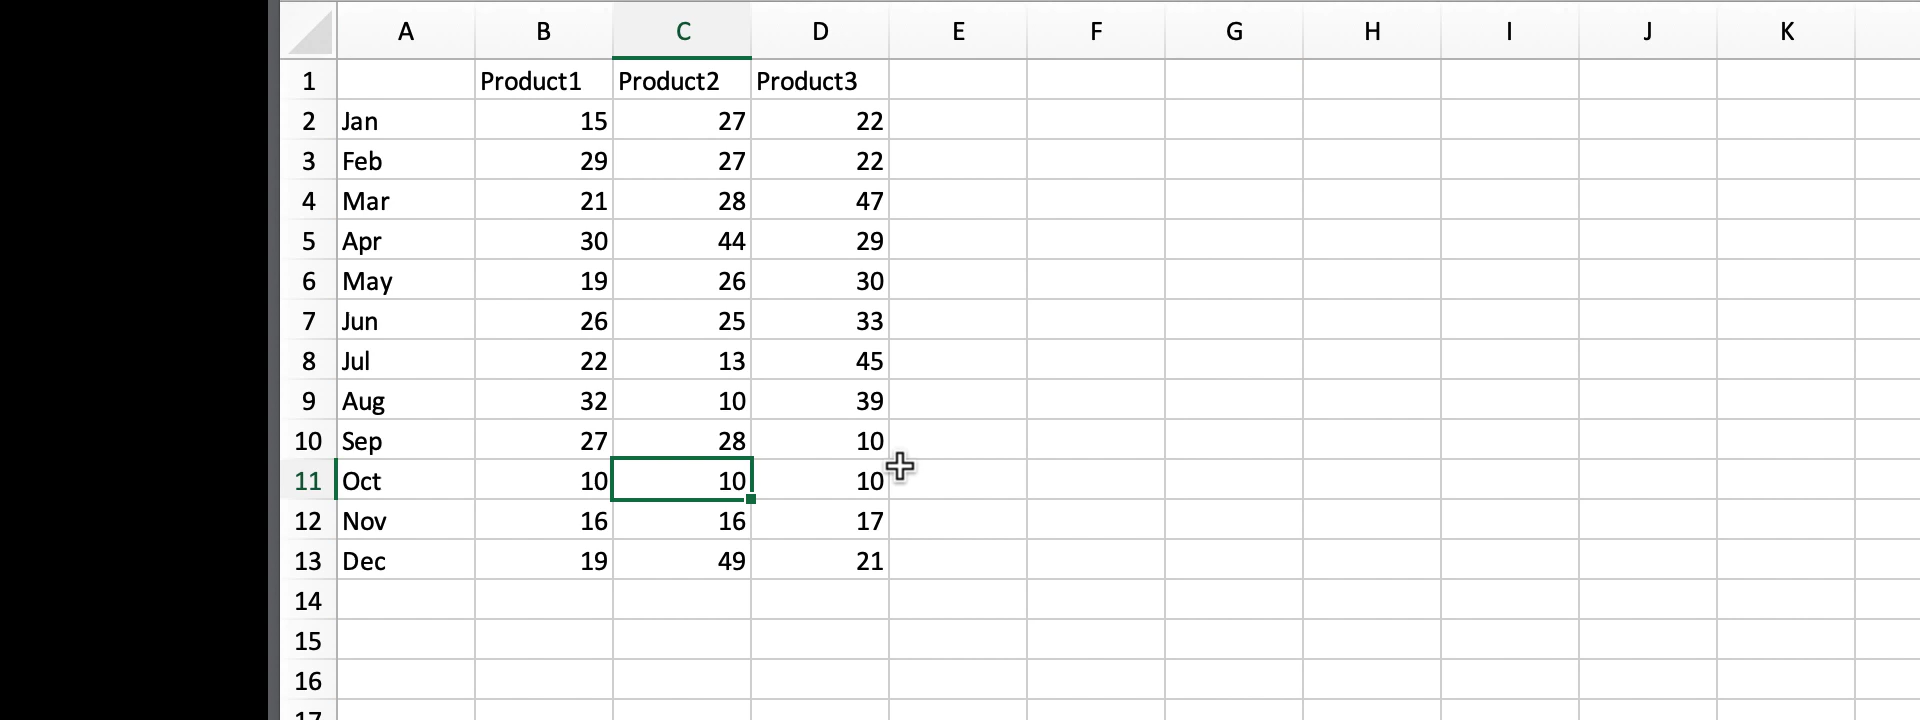 A B C D E F G H I J K
1 Product1 Product2 Product3
2 Jan 15 27 22
3 Feb 29 27 22
4 Mar 21 28 47
5 Apr 30 44 29
6 May 19 26 30
7 Jun 26 25 33
8 Jul 22 13 45
9 Aug 32 10 39
10 Sep 27 28 10
11 Oct 10 10 10
12 Nov 16 16 17
13 Dec 19 49 21
14
15
16
17